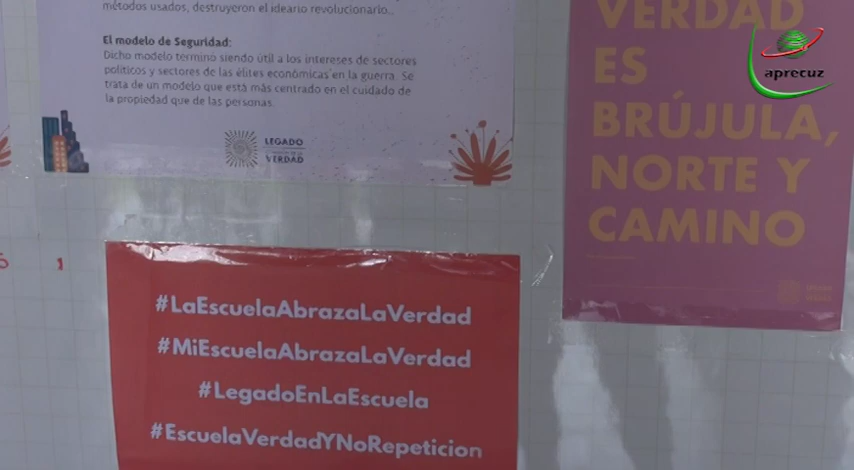 métodos usados, destruyeron el ideario revolucionario...
El modelo de Seguridad:
Dicho modelo termino siendo útil a los intereses de sectores
políticos y sectores de las élites económicas en la guerra. Se
trata de un modelo que está más centrado en el cuidado de
la propiedad que de las personas.
LEGADO
VERDAD
VERDAD
ES
BRÚJULA,
NORTE Y
CAMINO
aprecuz
1
#LaEscuelaAbrazaLaVerdad
#MiEscuelaAbrazaLaVerdad
#LegadoEnLaEscuela
#EscuelaVerdadYNoRepeticion